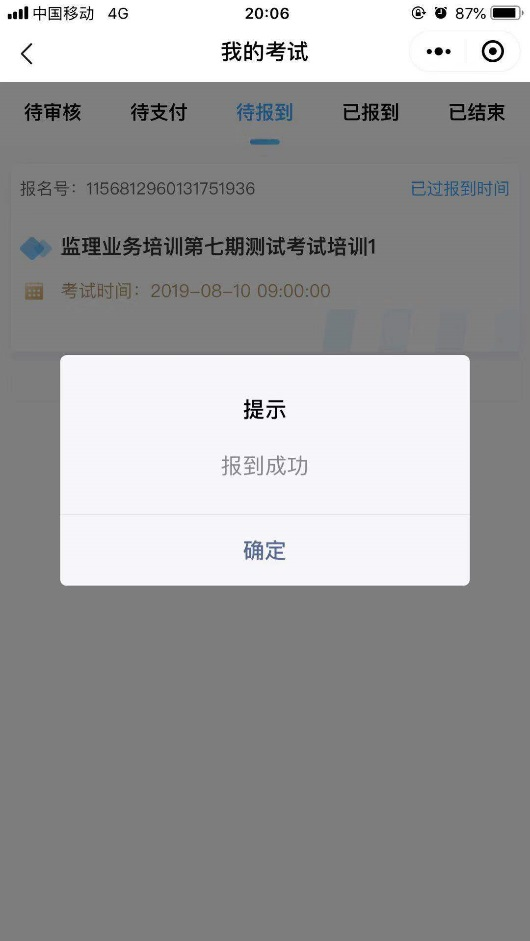 中国移动 4G 20:06 87%
我的考试
待审核 待支付 待报到 已报到 已结束
报名号：1156812960131751936 已过报到时间
监理业务培训第七期测试考试培训1
考试时间：2019-08-10 09:00:00
提示
报到成功
确定